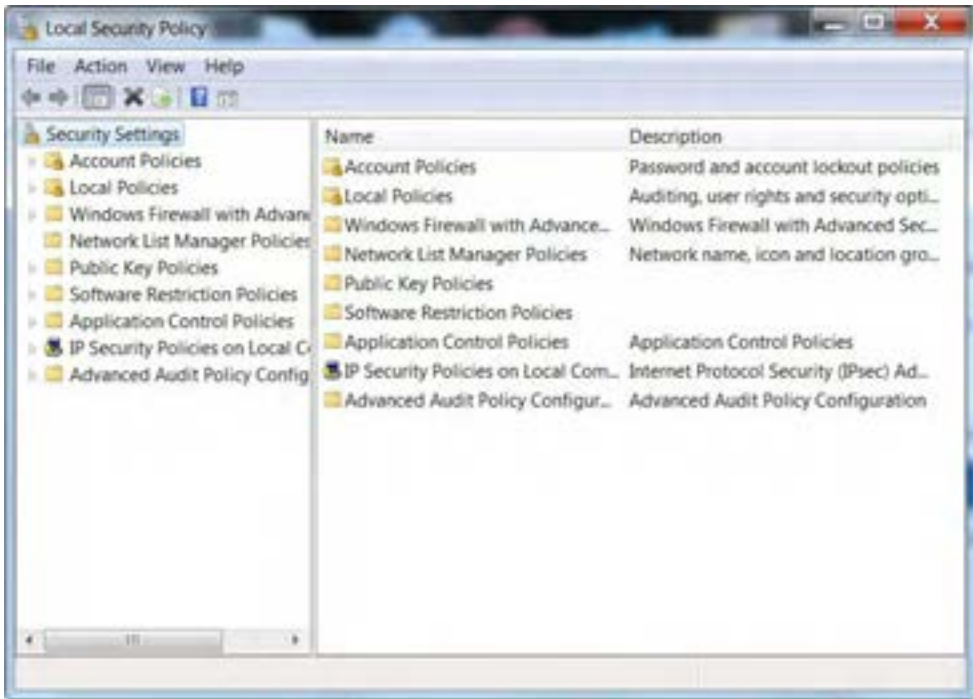 Local Security Policy
File Action View Help
Security Settings
Account Policies
Local Policies
Windows Firewall with Advan
Network List Manager Policies
Public Key Policies
Software Restriction Policies
Application Control Policies
IP Security Policies on Local C
Advanced Audit Policy Config
Name Description
Account Policies Password and account lockout policies
Local Policies Auditing, user rights and security opti...
Windows Firewall with Advance... Windows Firewall with Advanced Sec...
Network List Manager Policies Network name, icon and location gro...
Public Key Policies
Software Restriction Policies
Application Control Policies Application Control Policies
IP Security Policies on Local Com... Internet Protocol Security (IPsec) Ad...
Advanced Audit Policy Configur... Advanced Audit Policy Configuration